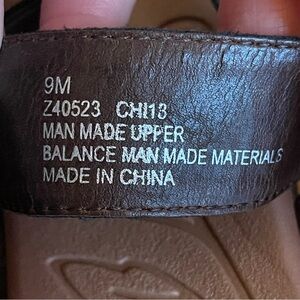 9M
Z40523 CHI13
MAN MADE UPPER
BALANCE MAN MADE MATERIALS
MADE IN CHINA